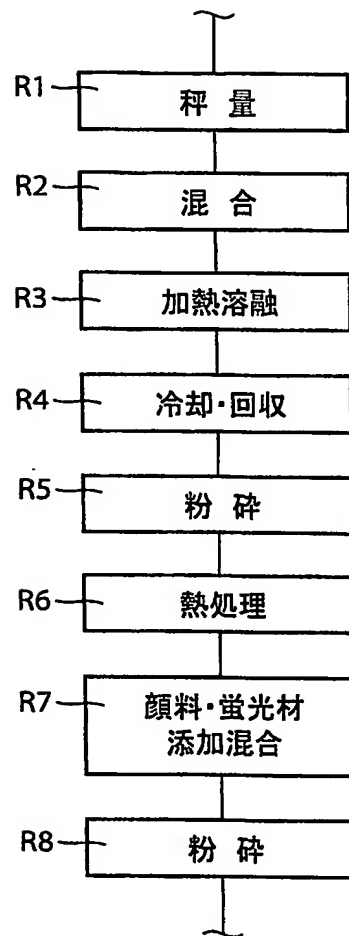 R1 秤 量
R2 混 合
R3 加熱溶融
R4 冷却・回収
R5 粉 砕
R6 熱処理
R7 顔料・蛍光材
添加混合
R8 粉 砕